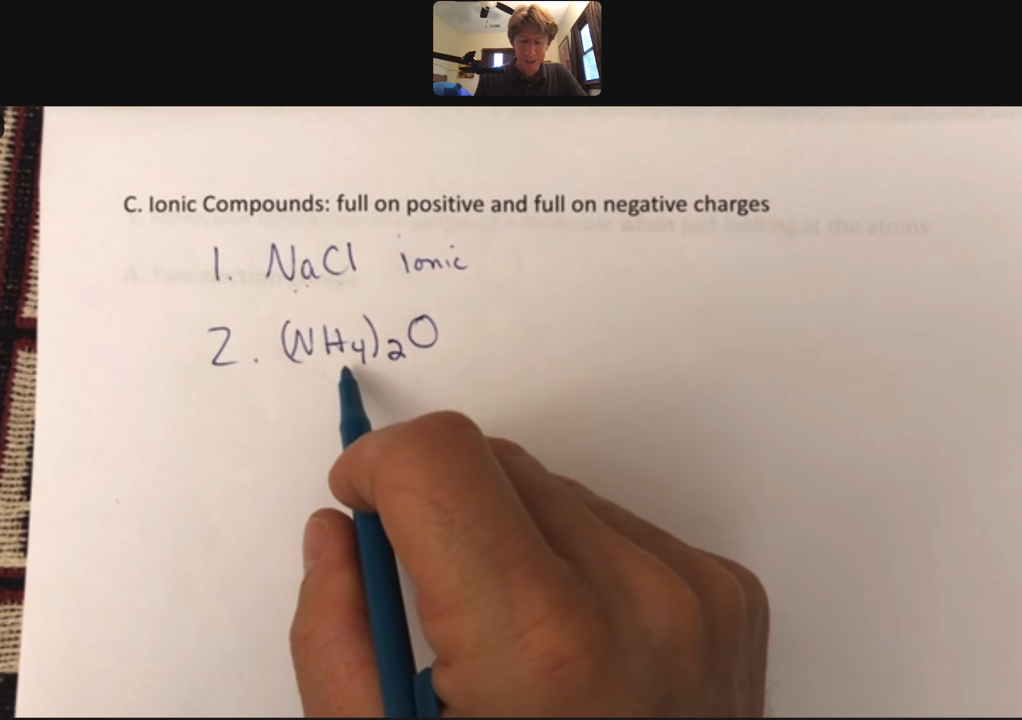 C. Ionic Compounds: full on positive and full on negative charges
1. NaCl ionic
2. (NH4)2O